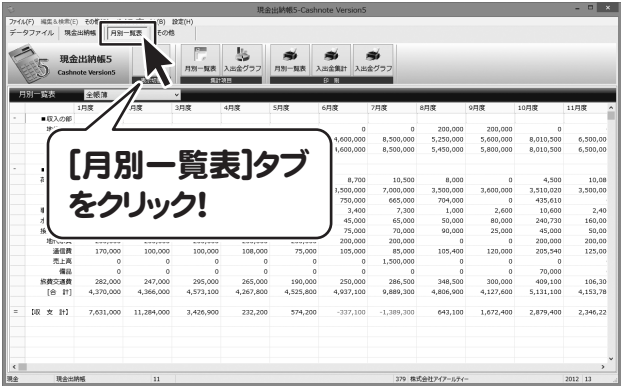 現金出納帳5-Cashnote Version5
ファイル(F) 編集&検索(E) (B) 設定(H)
データファイル 現金出納帳 月別一覧表 その他
現金出納帳5
Cashnote Version5
月別一覧表 入出金グラフ 月別一覧表 入出金集計 入出金グラフ
集計項目 印刷
月別一覧表 全帳簿
1月度 3月度 4月度 5月度 6月度 7月度 8月度 9月度 10月度 11月度
- ■収入の部
0 0 200,000 200,000 0
4,600,000 8,500,000 5,250,000 5,600,000 8,010,500 6,500,00
4,600,000 8,500,000 5,450,000 5,800,000 8,010,500 6,500,00
[月別一覧表]タブ
をクリック!
8,700 10,500 8,000 0 4,500 10,08
3,500,000 7,000,000 3,500,000 3,600,000 3,510,020 3,500,00
750,000 665,000 704,000 0 435,610
3,400 7,300 1,000 2,600 10,600 2,40
45,000 65,000 50,000 80,000 240,730 160,00
75,000 70,000 90,000 25,000 45,000 50,00
200,000 200,000 0 0 200,000 200,00
通信費 170,000 100,000 100,000 108,000 75,000 105,000 85,000 105,400 120,000 205,540 125,00
売上高 0 0 0 0 0 0 1,500,000 0 0 0
備品 0 0 0 0 0 0 0 0 0 70,000
旅費交通費 282,000 247,000 295,000 265,000 190,000 250,000 286,500 348,500 300,000 409,100 106,30
[合 計] 4,370,000 4,366,000 4,573,100 4,267,800 4,525,800 4,937,100 9,889,300 4,806,900 4,127,600 5,131,100 4,153,78
= 【収 支 計】 7,631,000 11,284,000 3,426,900 232,200 574,200 -337,100 -1,389,300 643,100 1,672,400 2,879,400 2,346,22
現金 現金出納帳 11 379 株式会社アイアールティー 2012 13